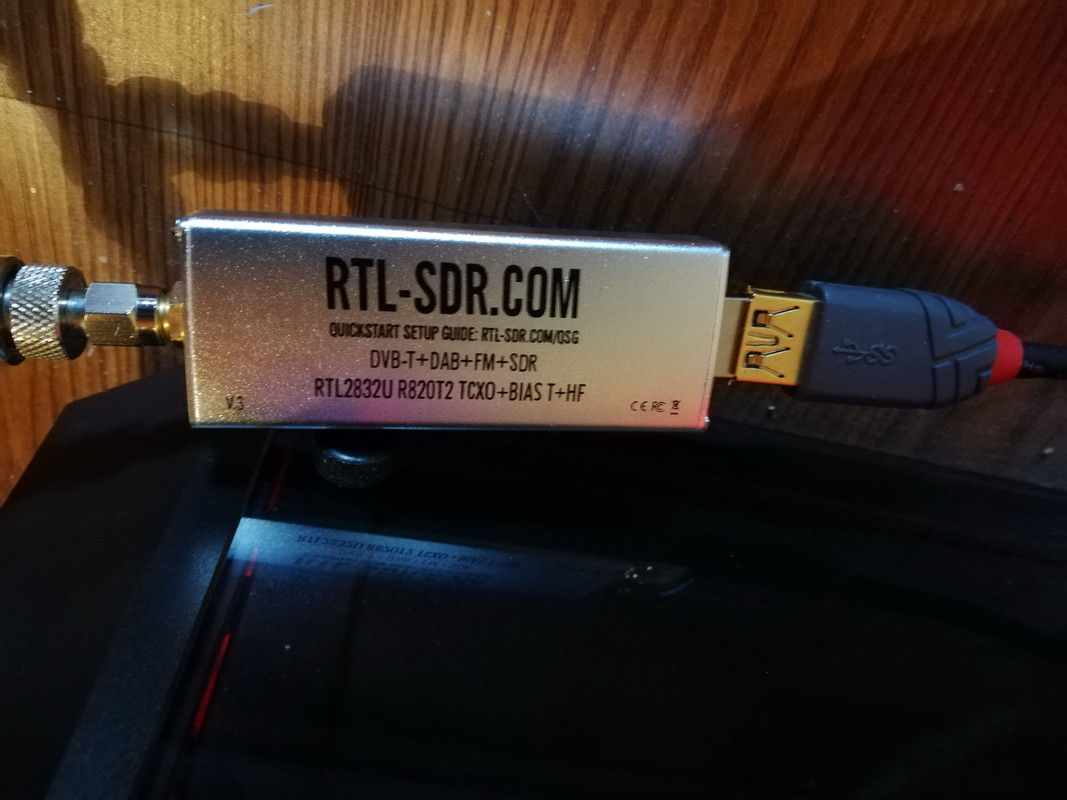 RTL-SDR.COM
QUICKSTART SETUP GUIDE: RTL-SDR.COM/QSG
DVB-T+DAB+FM+SDR
RTL2832U R820T2 TCXO+BIAS T+HF
V.3
CE FC